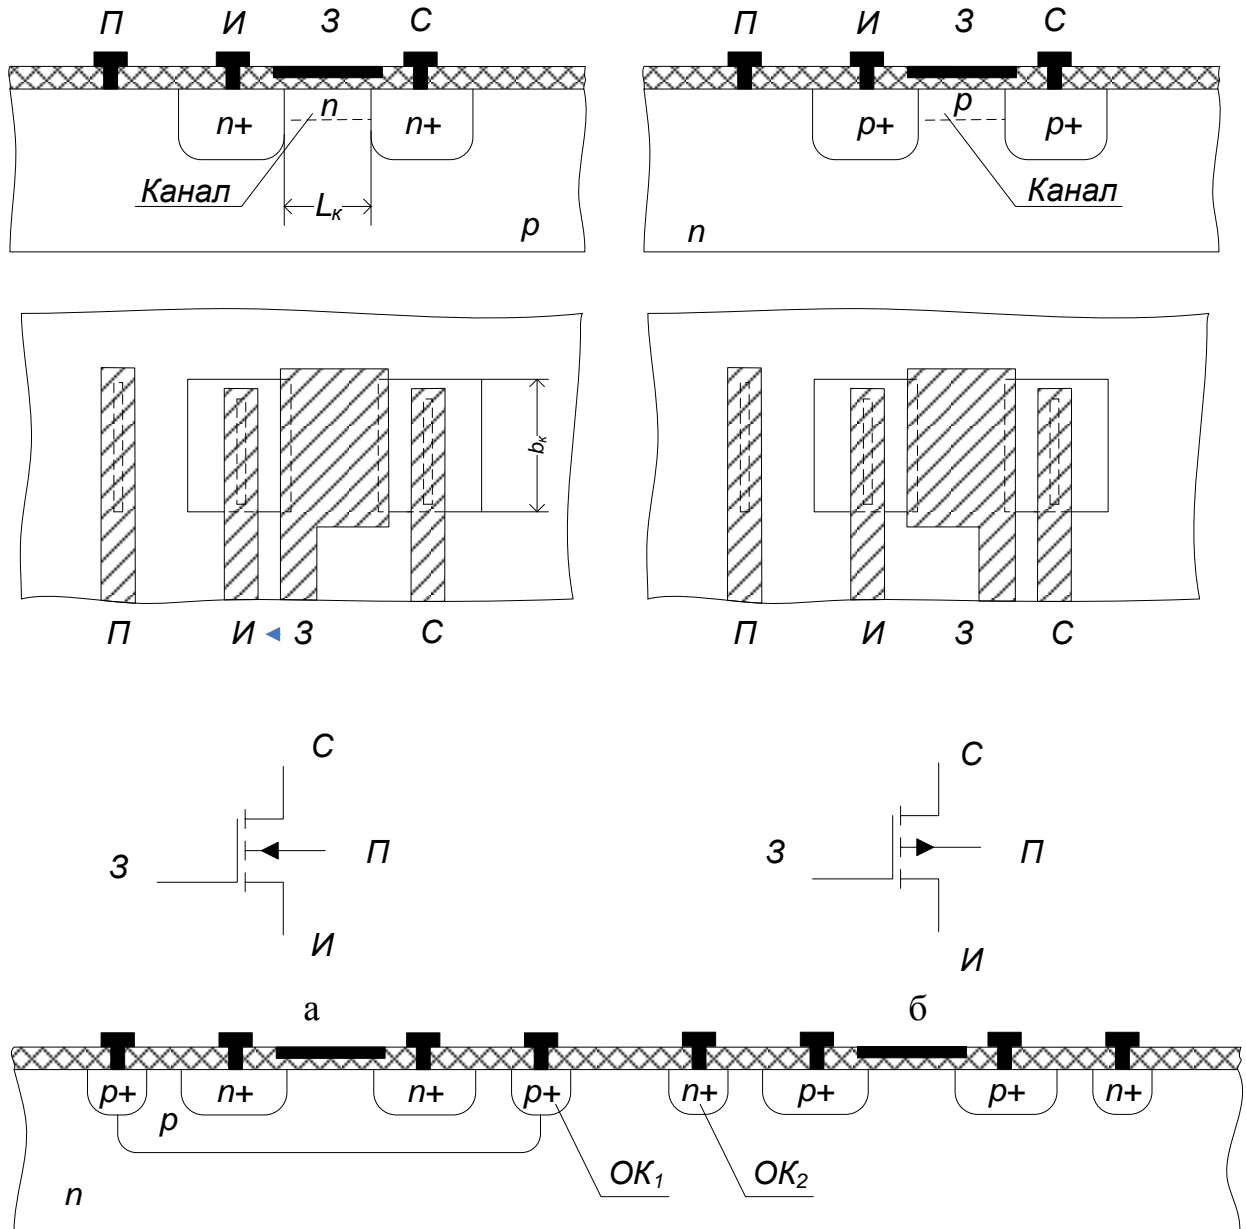 П И З С П И З С
n p
n+ n+ p+ p+
Канал Lк Канал
p n
bк
П И З С П И З С
С С
З П З П
И И
а б
p+ n+ n+ p+ n+ p+ p+ n+
p
ОК1 ОК2
n